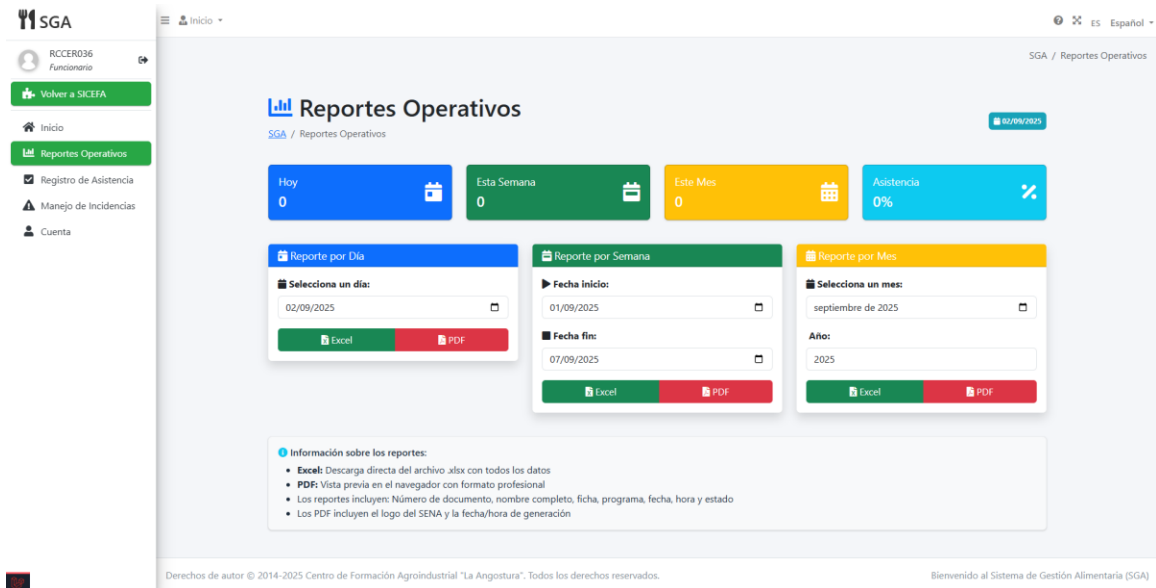 SGA
Inicio
ES Español
RCCER036
Funcionario
SGA / Reportes Operativos
Volver a SICEFA
Inicio
Reportes Operativos
Registro de Asistencia
Manejo de Incidencias
Cuenta
Reportes Operativos
SGA / Reportes Operativos
02/09/2025
Hoy
0
Esta Semana
0
Este Mes
0
Asistencia
0%
Reporte por Día
Selecciona un día:
02/09/2025
Excel
PDF
Reporte por Semana
Fecha inicio:
01/09/2025
Fecha fin:
07/09/2025
Excel
PDF
Reporte por Mes
Selecciona un mes:
septiembre de 2025
Año:
2025
Excel
PDF
Información sobre los reportes:
Excel: Descarga directa del archivo .xlsx con todos los datos
PDF: Vista previa en el navegador con formato profesional
Los reportes incluyen: Número de documento, nombre completo, ficha, programa, fecha, hora y estado
Los PDF incluyen el logo del SENA y la fecha/hora de generación
Derechos de autor © 2014-2025 Centro de Formación Agroindustrial "La Angostura". Todos los derechos reservados.
Bienvenido al Sistema de Gestión Alimentaria (SGA)